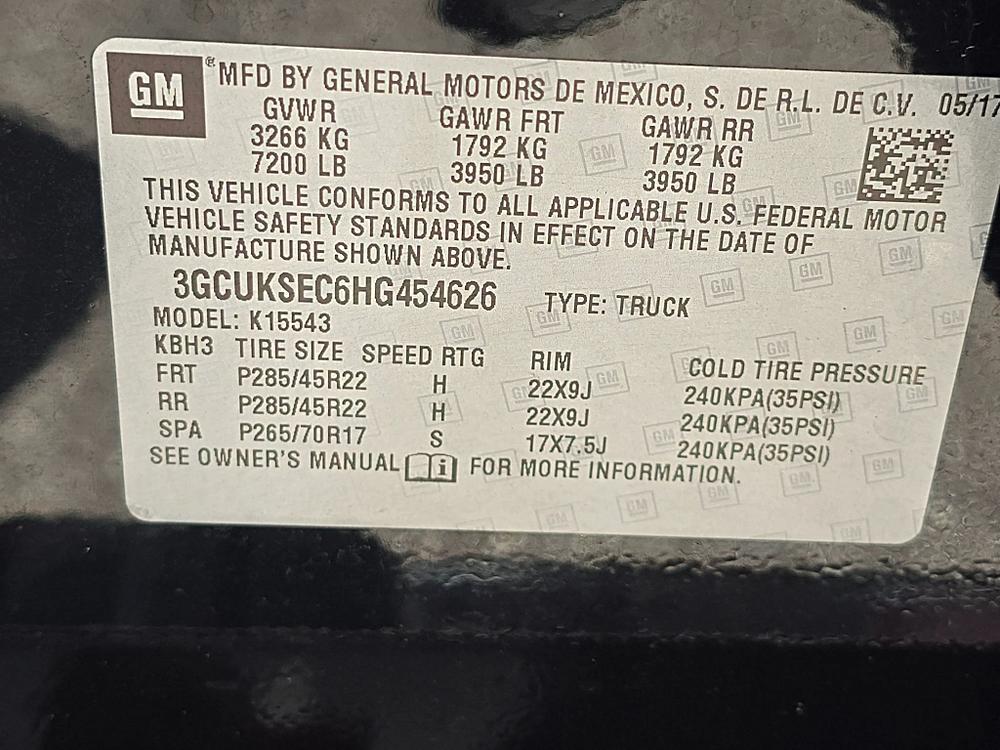 GM ® MFD BY GENERAL MOTORS DE MEXICO, S. DE R.L. DE C.V. 05/17
GVWR GAWR FRT GAWR RR
3266 KG 1792 KG 1792 KG
7200 LB 3950 LB 3950 LB
THIS VEHICLE CONFORMS TO ALL APPLICABLE U.S. FEDERAL MOTOR
VEHICLE SAFETY STANDARDS IN EFFECT ON THE DATE OF
MANUFACTURE SHOWN ABOVE.
3GCUKSEC6HG454626 TYPE: TRUCK
MODEL: K15543
KBH3 TIRE SIZE SPEED RTG RIM COLD TIRE PRESSURE
FRT P285/45R22 H 22X9J 240KPA(35PSI)
RR P285/45R22 H 22X9J 240KPA(35PSI)
SPA P265/70R17 S 17X7.5J 240KPA(35PSI)
SEE OWNER'S MANUAL i FOR MORE INFORMATION.